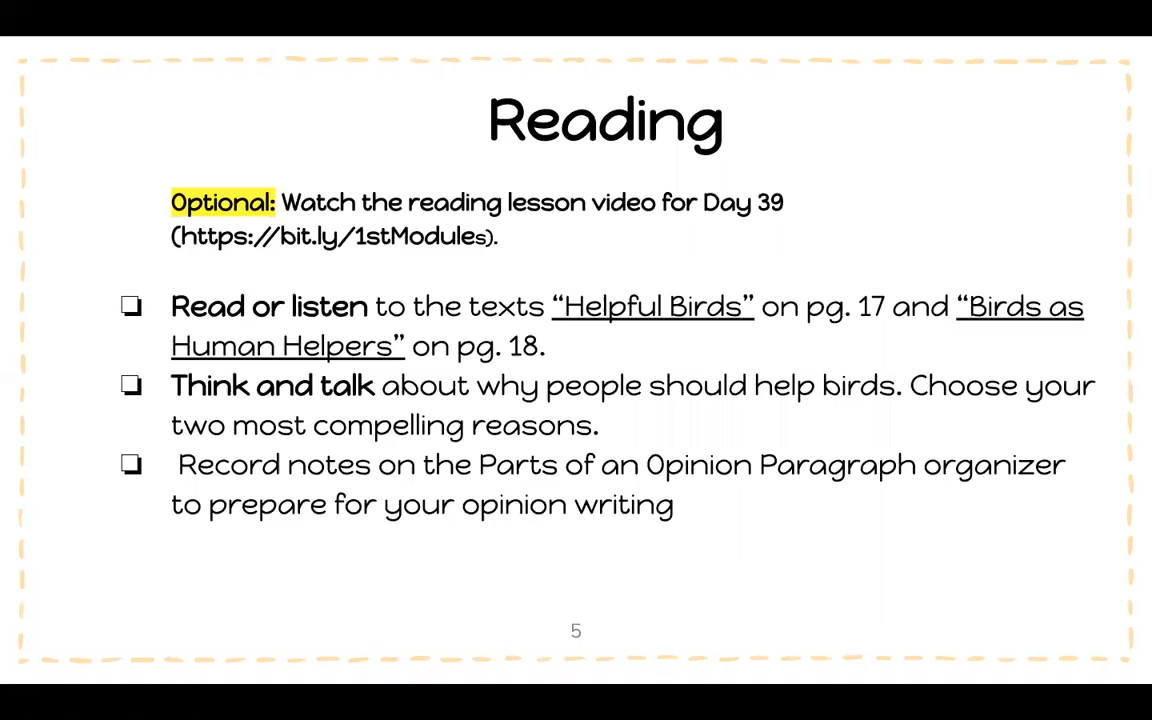 Reading
Optional: Watch the reading lesson video for Day 39
(https://bit.ly/1stModules).
❏ Read or listen to the texts “Helpful Birds” on pg. 17 and “Birds as
Human Helpers” on pg. 18.
❏ Think and talk about why people should help birds. Choose your
two most compelling reasons.
❏ Record notes on the Parts of an Opinion Paragraph organizer
to prepare for your opinion writing
5